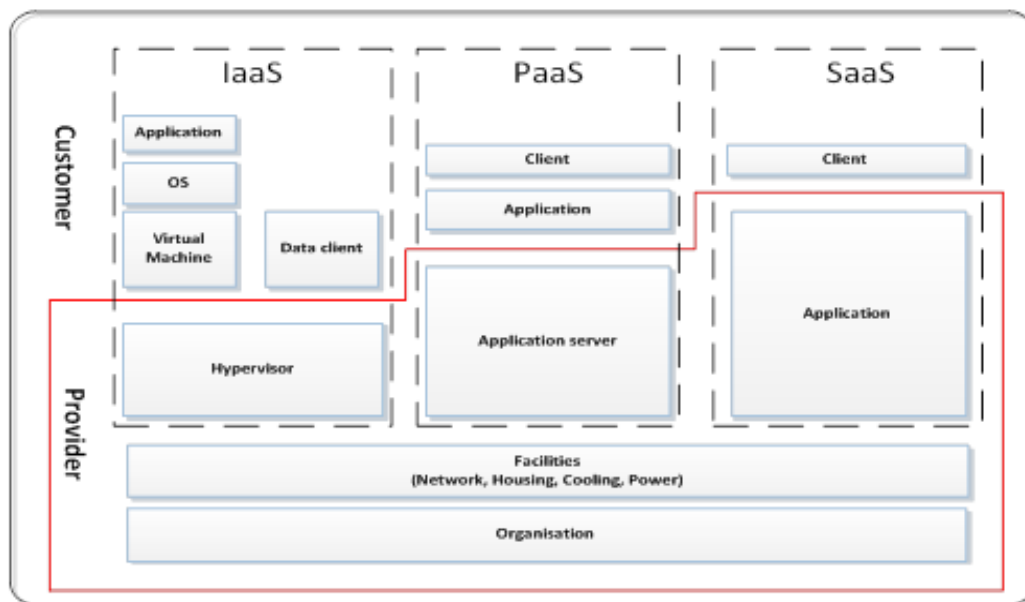 IaaS
PaaS
SaaS
Customer
Application
OS
Virtual
Machine
Data client
Client
Application
Client
Application server
Application
Hypervisor
Provider
Facilities
(Network, Housing, Cooling, Power)
Organisation